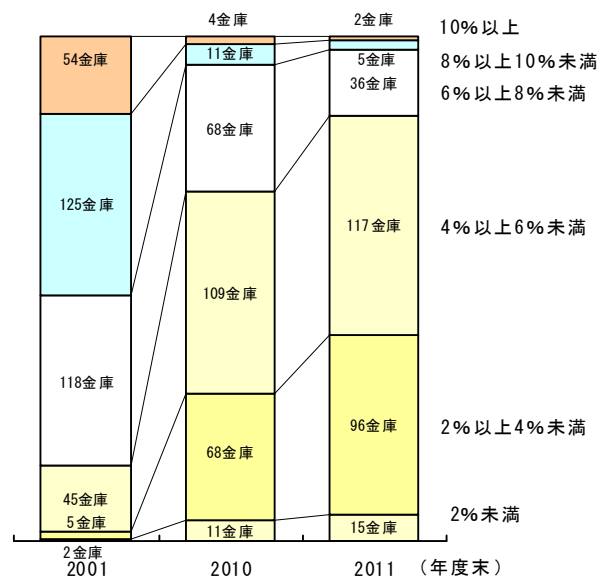 4金庫
2金庫
10%以上
54金庫
11金庫
5金庫
8%以上10%未満
36金庫
6%以上8%未満
68金庫
125金庫
117金庫
4%以上6%未満
109金庫
118金庫
96金庫
2%以上4%未満
68金庫
45金庫
5金庫
2%未満
11金庫
15金庫
2金庫
2001
2010
2011
(年度末)